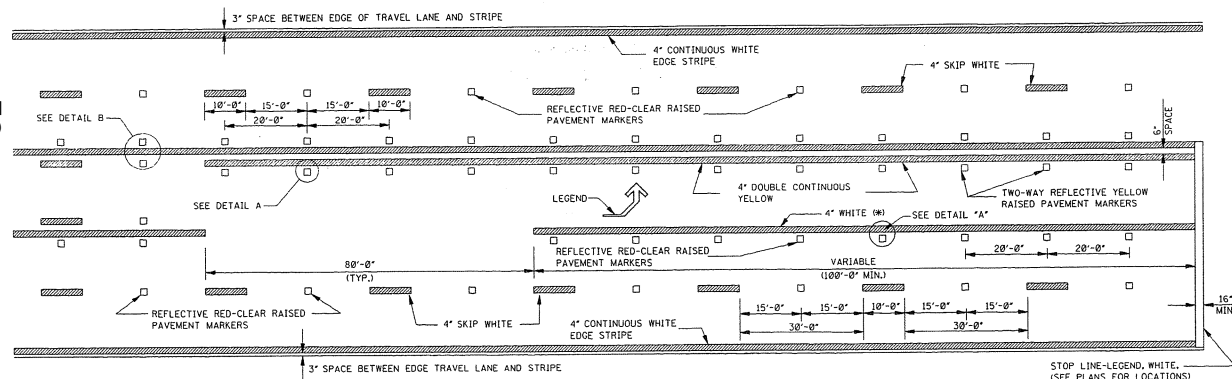 3" SPACE BETWEEN EDGE OF TRAVEL LANE AND STRIPE
4" CONTINUOUS WHITE
EDGE STRIPE
4" SKIP WHITE
10'-0" 15'-0" 15'-0" 10'-0"
20'-0" 20'-0"
REFLECTIVE RED-CLEAR RAISED
PAVEMENT MARKERS
SEE DETAIL B
6"
SPACE
SEE DETAIL A
LEGEND
4" DOUBLE CONTINUOUS
YELLOW
TWO-WAY REFLECTIVE YELLOW
RAISED PAVEMENT MARKERS
4" WHITE (*)
SEE DETAIL "A"
REFLECTIVE RED-CLEAR RAISED
PAVEMENT MARKERS
20'-0" 20'-0"
80'-0"
(TYP.)
VARIABLE
(100'-0" MIN.)
REFLECTIVE RED-CLEAR RAISED
PAVEMENT MARKERS
4" SKIP WHITE
4" CONTINUOUS WHITE
EDGE STRIPE
15'-0" 15'-0" 10'-0" 15'-0" 15'-0"
30'-0" 30'-0"
16"
MIN
3" SPACE BETWEEN EDGE TRAVEL LANE AND STRIPE
STOP LINE-LEGEND, WHITE,
(SEE PLANS FOR LOCATIONS)